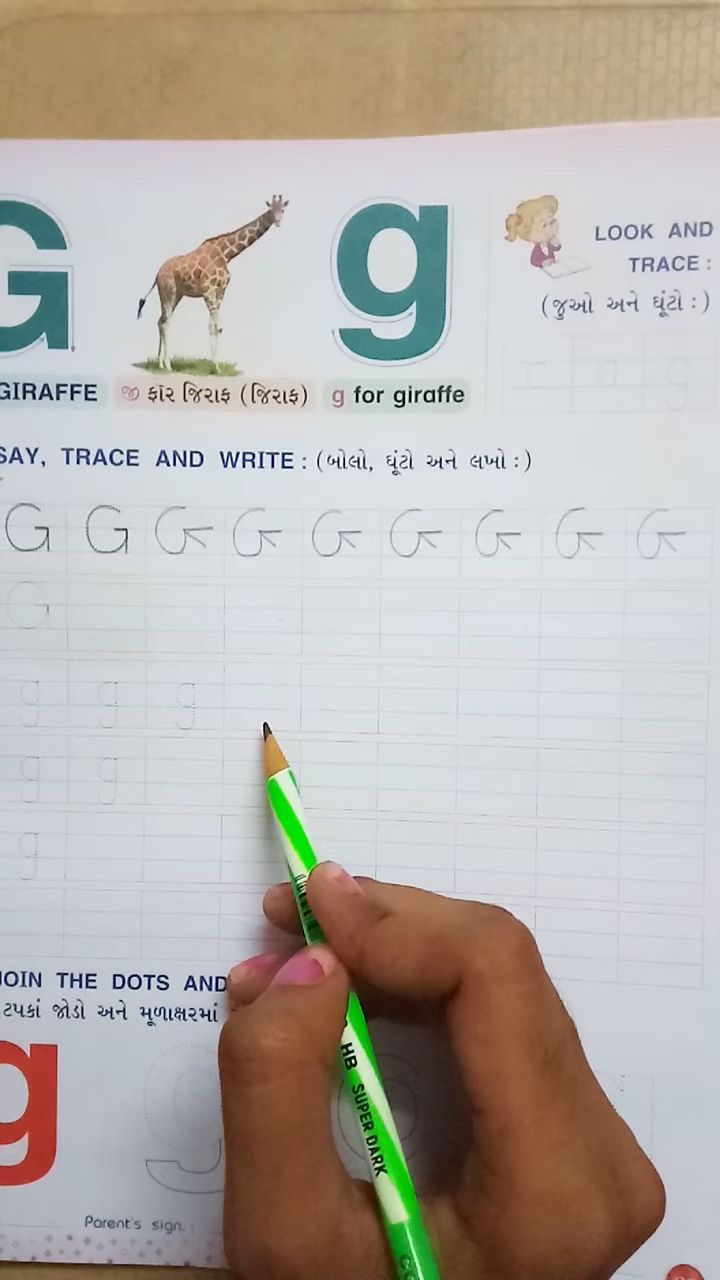 G g
LOOK AND
TRACE :
(જુઓ અને ઘૂંટો :)
g
GIRAFFE જી ફૉર જિરાફ (જિરાફ) g for giraffe
SAY, TRACE AND WRITE : (બોલો, ઘૂંટો અને લખો :)
G G G G G G G G G
G
g g g
g g
g
JOIN THE DOTS AND
ટપકાં જોડો અને મૂળાક્ષરમાં
g g
HB SUPER DARK
Parent's sign.